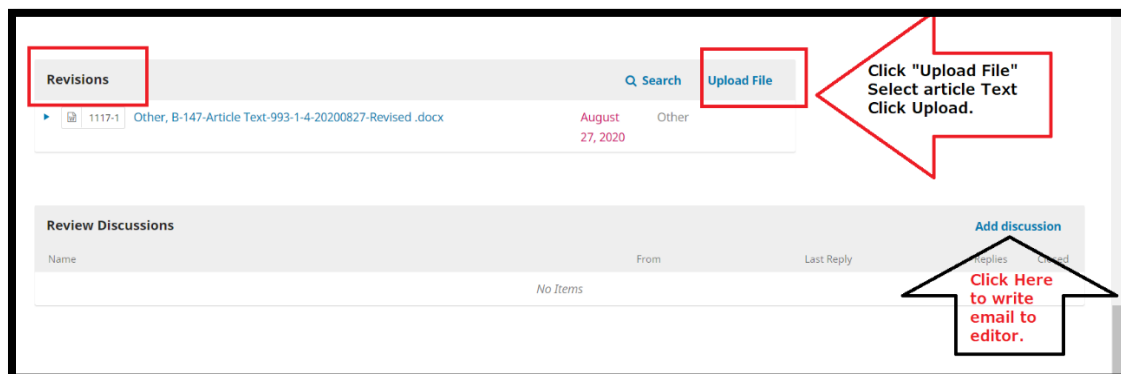 Revisions
Search
Upload File
1117-1 Other, B-147-Article Text-993-1-4-20200827-Revised .docx
August
27, 2020
Other
Click "Upload File"
Select article Text
Click Upload.
Review Discussions
Add discussion
Name
From
Last Reply
Replies
Closed
No Items
Click Here
to write
email to
editor.